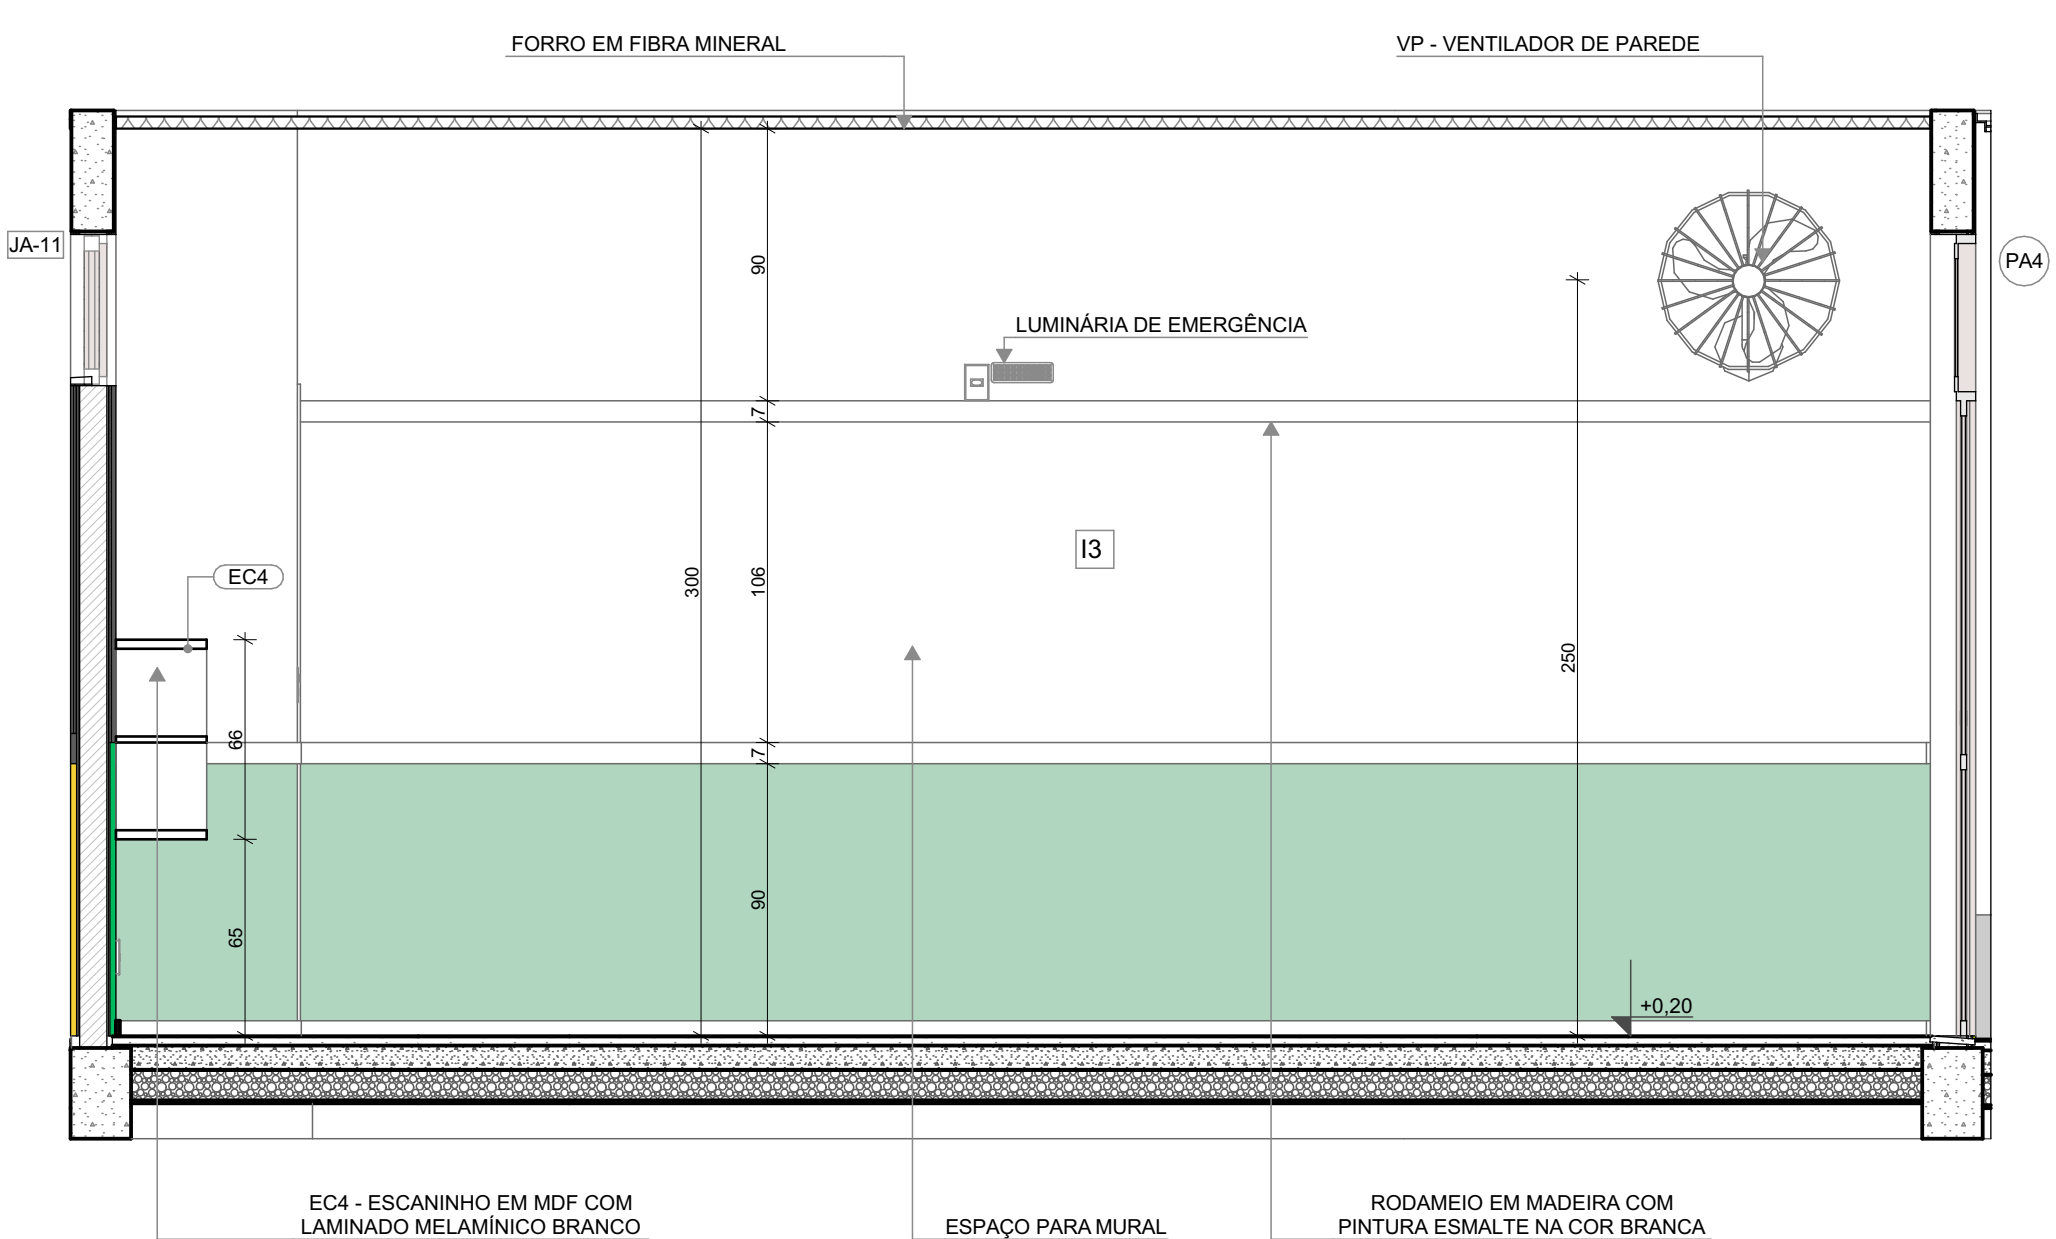 FORRO EM FIBRA MINERAL
VP - VENTILADOR DE PAREDE
JA-11
PA4
90
LUMINÁRIA DE EMERGÊNCIA
7
I3
EC4
300
106
250
66
7
90
65
+0,20
EC4 - ESCANINHO EM MDF COM
LAMINADO MELAMÍNICO BRANCO
ESPAÇO PARA MURAL
RODAMEIO EM MADEIRA COM
PINTURA ESMALTE NA COR BRANCA